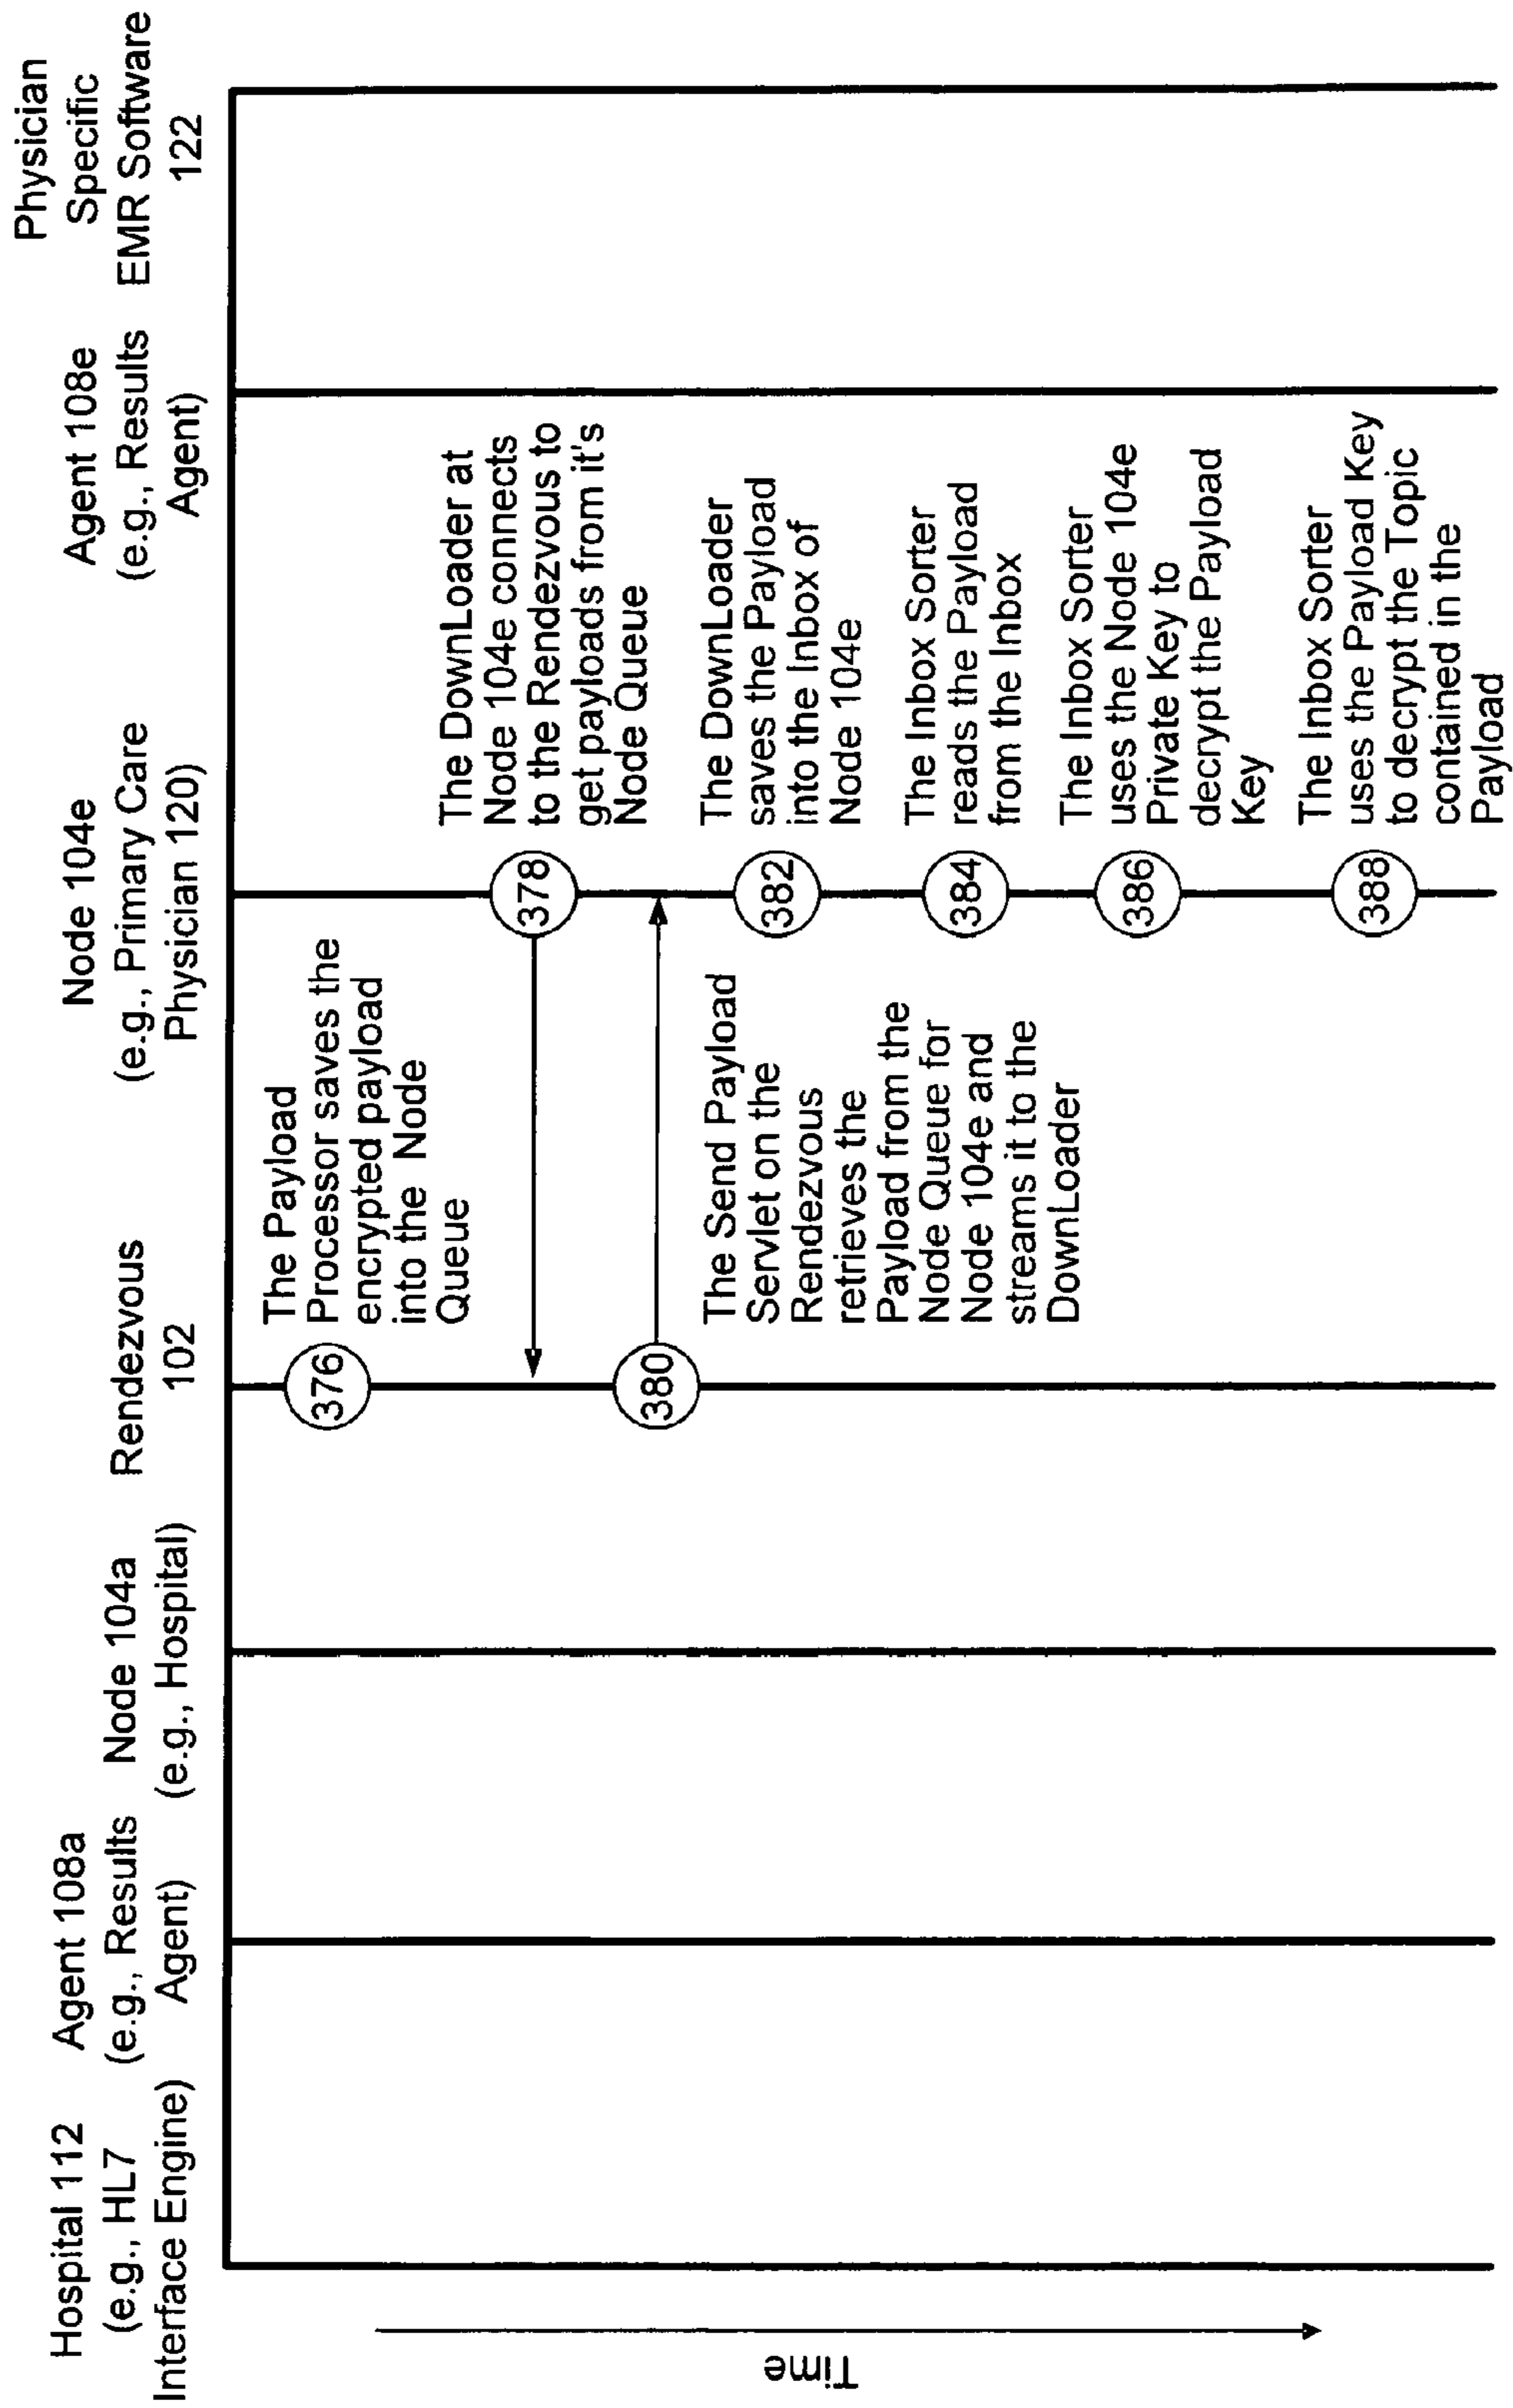 Hospital 112
(e.g., HL7
Interface Engine)
Agent 108a
(e.g., Results
Agent)
Node 104a
(e.g., Hospital)
Rendezvous
102
Node 104e
(e.g., Primary Care
Physician 120)
Agent 108e
(e.g., Results
Agent)
Physician
Specific
EMR Software
122
Time
376
The Payload
Processor saves the
encrypted payload
into the Node
Queue
378
The DownLoader at
Node 104e connects
to the Rendezvous to
get payloads from it's
Node Queue
380
The Send Payload
Servlet on the
Rendezvous
retrieves the
Payload from the
Node Queue for
Node 104e and
streams it to the
DownLoader
382
The DownLoader
saves the Payload
into the Inbox of
Node 104e
384
The Inbox Sorter
reads the Payload
from the Inbox
386
The Inbox Sorter
uses the Node 104e
Private Key to
decrypt the Payload
Key
388
The Inbox Sorter
uses the Payload Key
to decrypt the Topic
contained in the
Payload